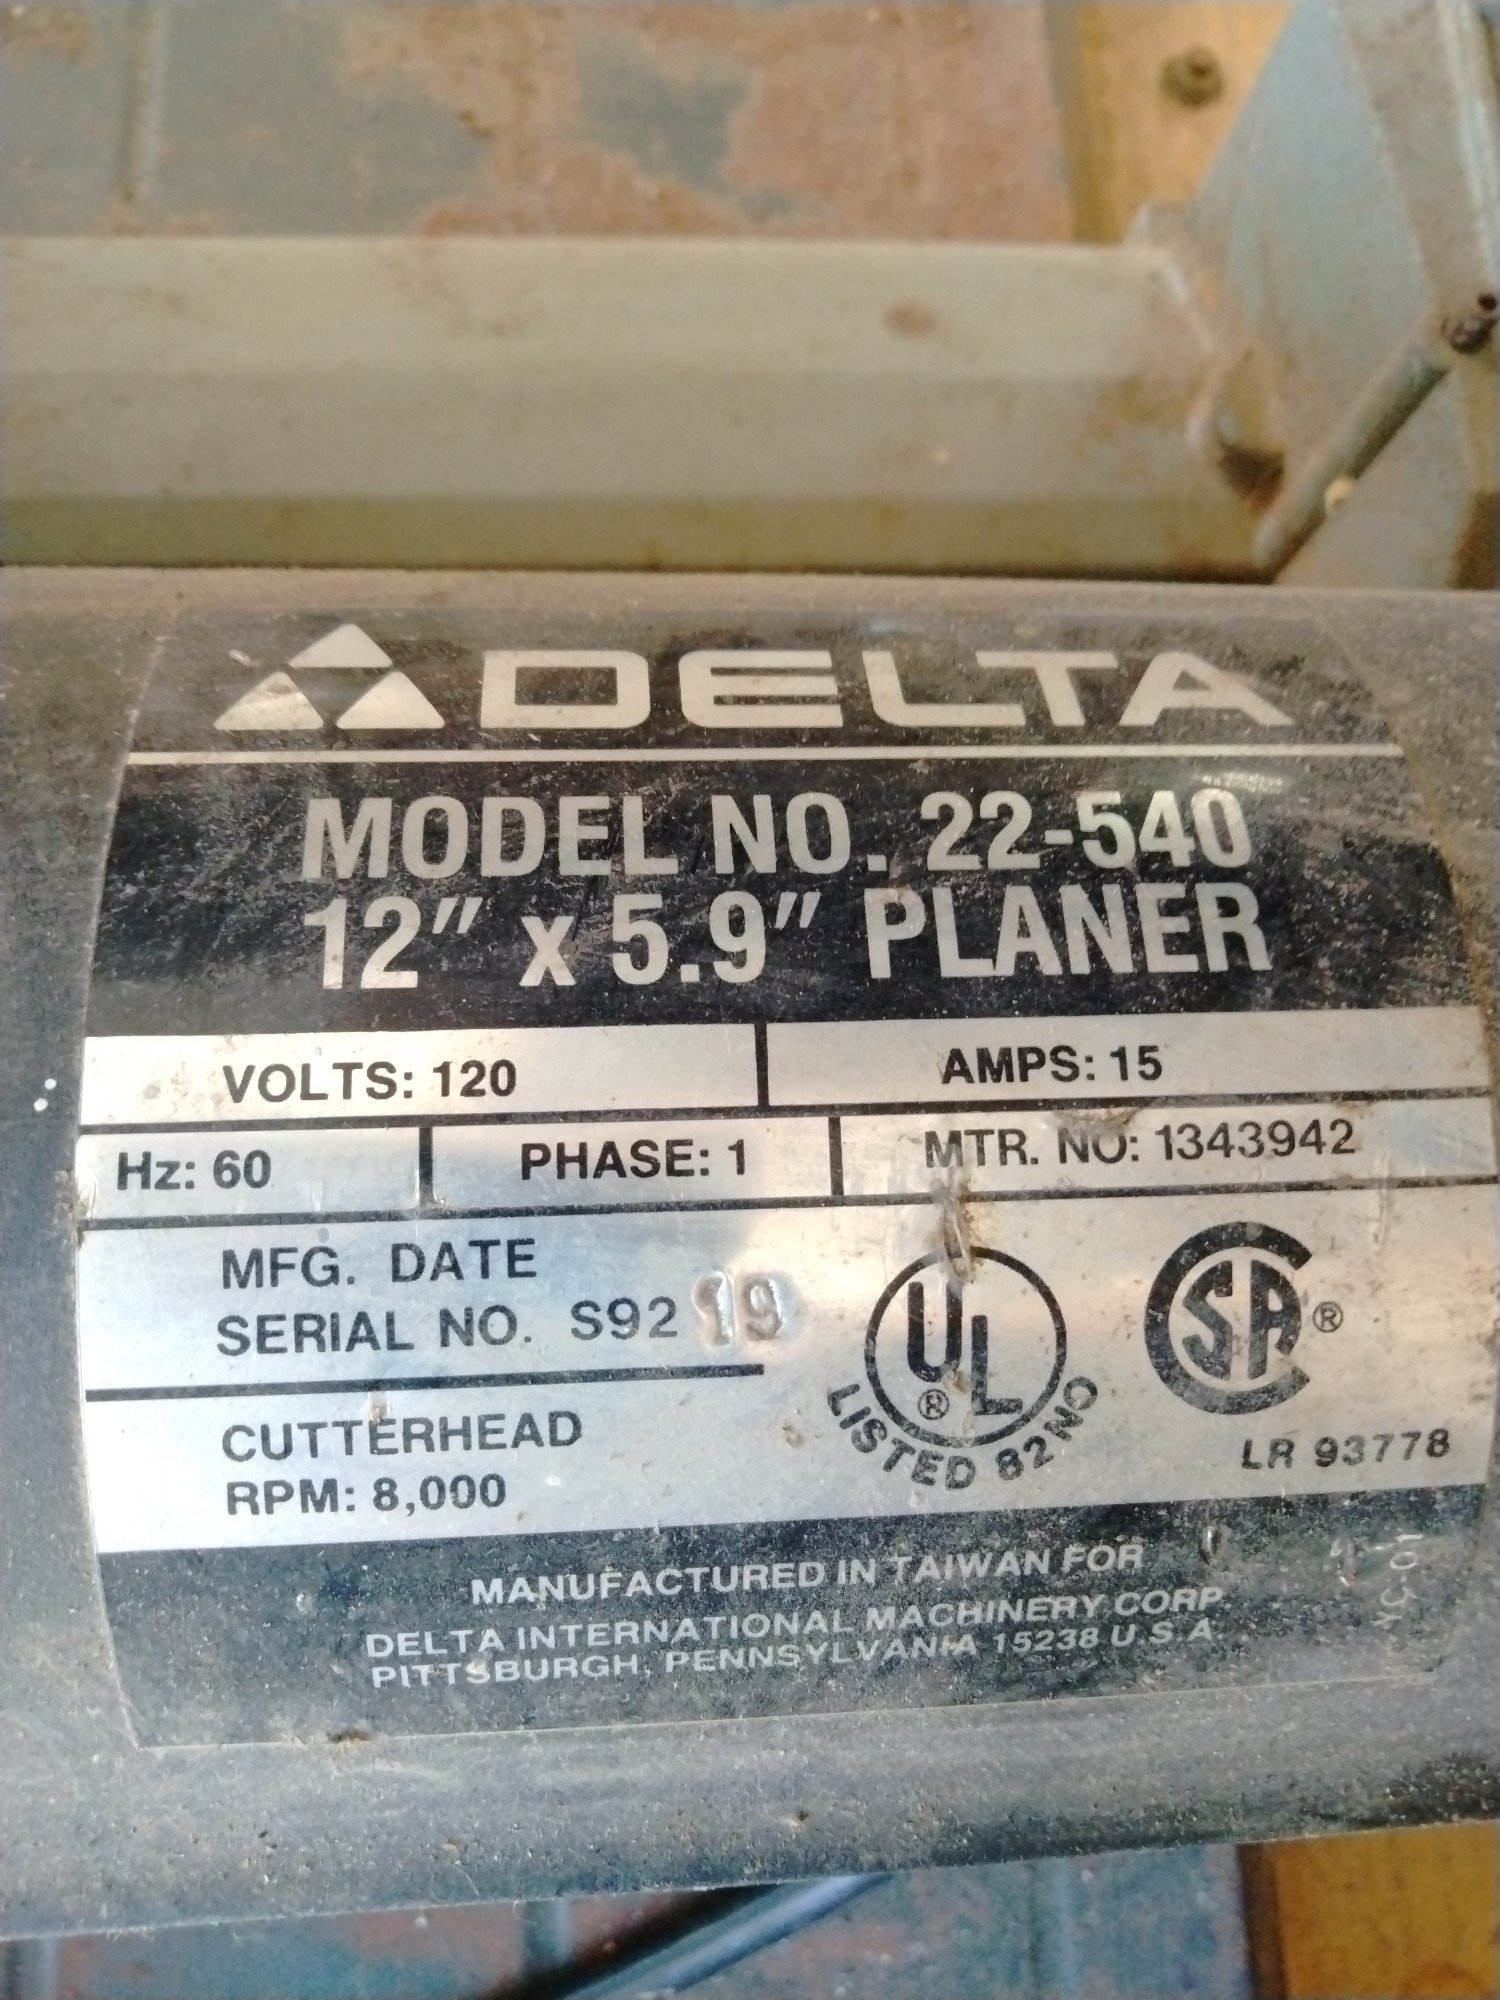 DELTA
MODEL NO. 22-540
12" x 5.9" PLANER
VOLTS: 120 AMPS: 15
Hz: 60 PHASE: 1 MTR. NO: 1343942
MFG. DATE
SERIAL NO. S92 19
UL ®
LISTED 82NO
SA ®
LR 93778
CUTTERHEAD
RPM: 8,000
MANUFACTURED IN TAIWAN FOR
DELTA INTERNATIONAL MACHINERY CORP.
PITTSBURGH, PENNSYLVANIA 15238 U.S.A.